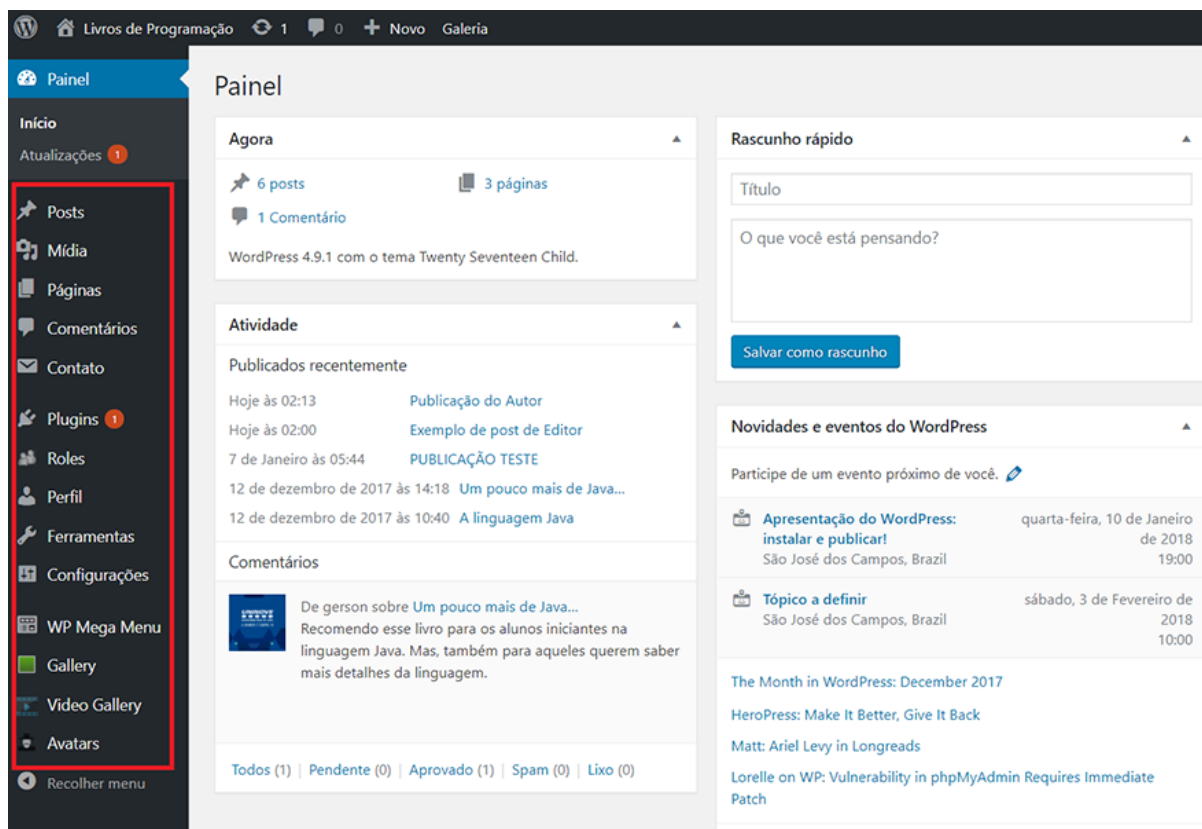 Livros de Programação 1 0 Novo Galeria
Painel
Início
Atualizações 1
Posts
Mídia
Páginas
Comentários
Contato
Plugins 1
Roles
Perfil
Ferramentas
Configurações
WP Mega Menu
Gallery
Video Gallery
Avatars
Recolher menu
Painel
Agora
6 posts
3 páginas
1 Comentário
WordPress 4.9.1 com o tema Twenty Seventeen Child.
Atividade
Publicados recentemente
Hoje às 02:13 Publicação do Autor
Hoje às 02:00 Exemplo de post de Editor
7 de Janeiro às 05:44 PUBLICAÇÃO TESTE
12 de dezembro de 2017 às 14:18 Um pouco mais de Java...
12 de dezembro de 2017 às 10:40 A linguagem Java
Comentários
De gerson sobre Um pouco mais de Java...
Recomendo esse livro para os alunos iniciantes na
linguagem Java. Mas, também para aqueles querem saber
mais detalhes da linguagem.
Todos (1) | Pendente (0) | Aprovado (1) | Spam (0) | Lixo (0)
Rascunho rápido
Título
O que você está pensando?
Salvar como rascunho
Novidades e eventos do WordPress
Participe de um evento próximo de você.
Apresentação do WordPress: quarta-feira, 10 de Janeiro
instalar e publicar! de 2018
São José dos Campos, Brazil 19:00
Tópico a definir sábado, 3 de Fevereiro de
São José dos Campos, Brazil 2018
10:00
The Month in WordPress: December 2017
HeroPress: Make It Better, Give It Back
Matt: Ariel Levy in Longreads
Lorelle on WP: Vulnerability in phpMyAdmin Requires Immediate
Patch